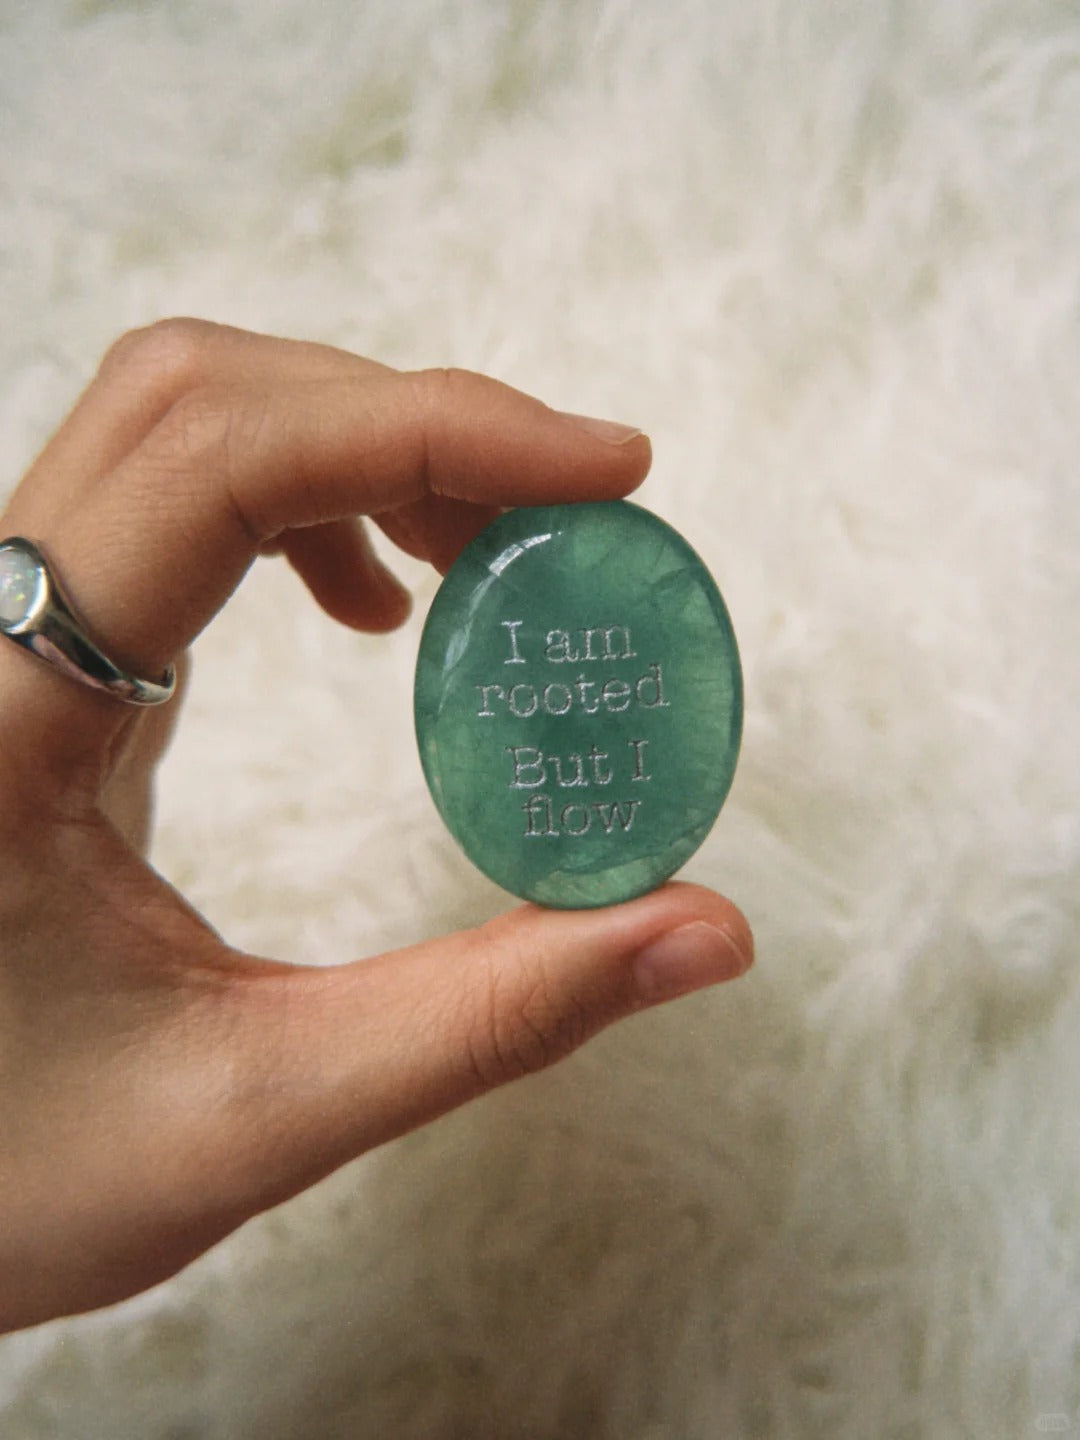 I am
rooted
But I
flow